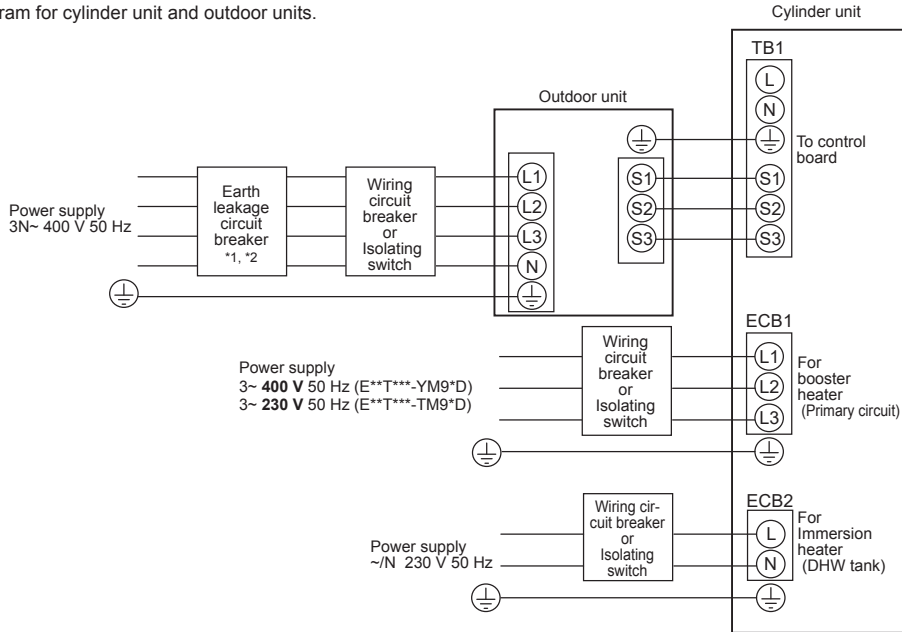 ram for cylinder unit and outdoor units.
Cylinder unit
TB1
L
N
To control
board
S1
S2
S3
Outdoor unit
S1
S2
S3
L1
L2
L3
N
Power supply
3N~ 400 V 50 Hz
Earth
leakage
circuit
breaker
*1, *2
Wiring
circuit
breaker
or
Isolating
switch
ECB1
L1
L2
L3
For
booster
heater
(Primary circuit)
Wiring
circuit
breaker
or
Isolating
switch
Power supply
3~ 400 V 50 Hz (E**T***-YM9*D)
3~ 230 V 50 Hz (E**T***-TM9*D)
ECB2
L
N
For
Immersion
heater
(DHW tank)
Wiring cir-
cuit breaker
or
Isolating
switch
Power supply
~/N 230 V 50 Hz